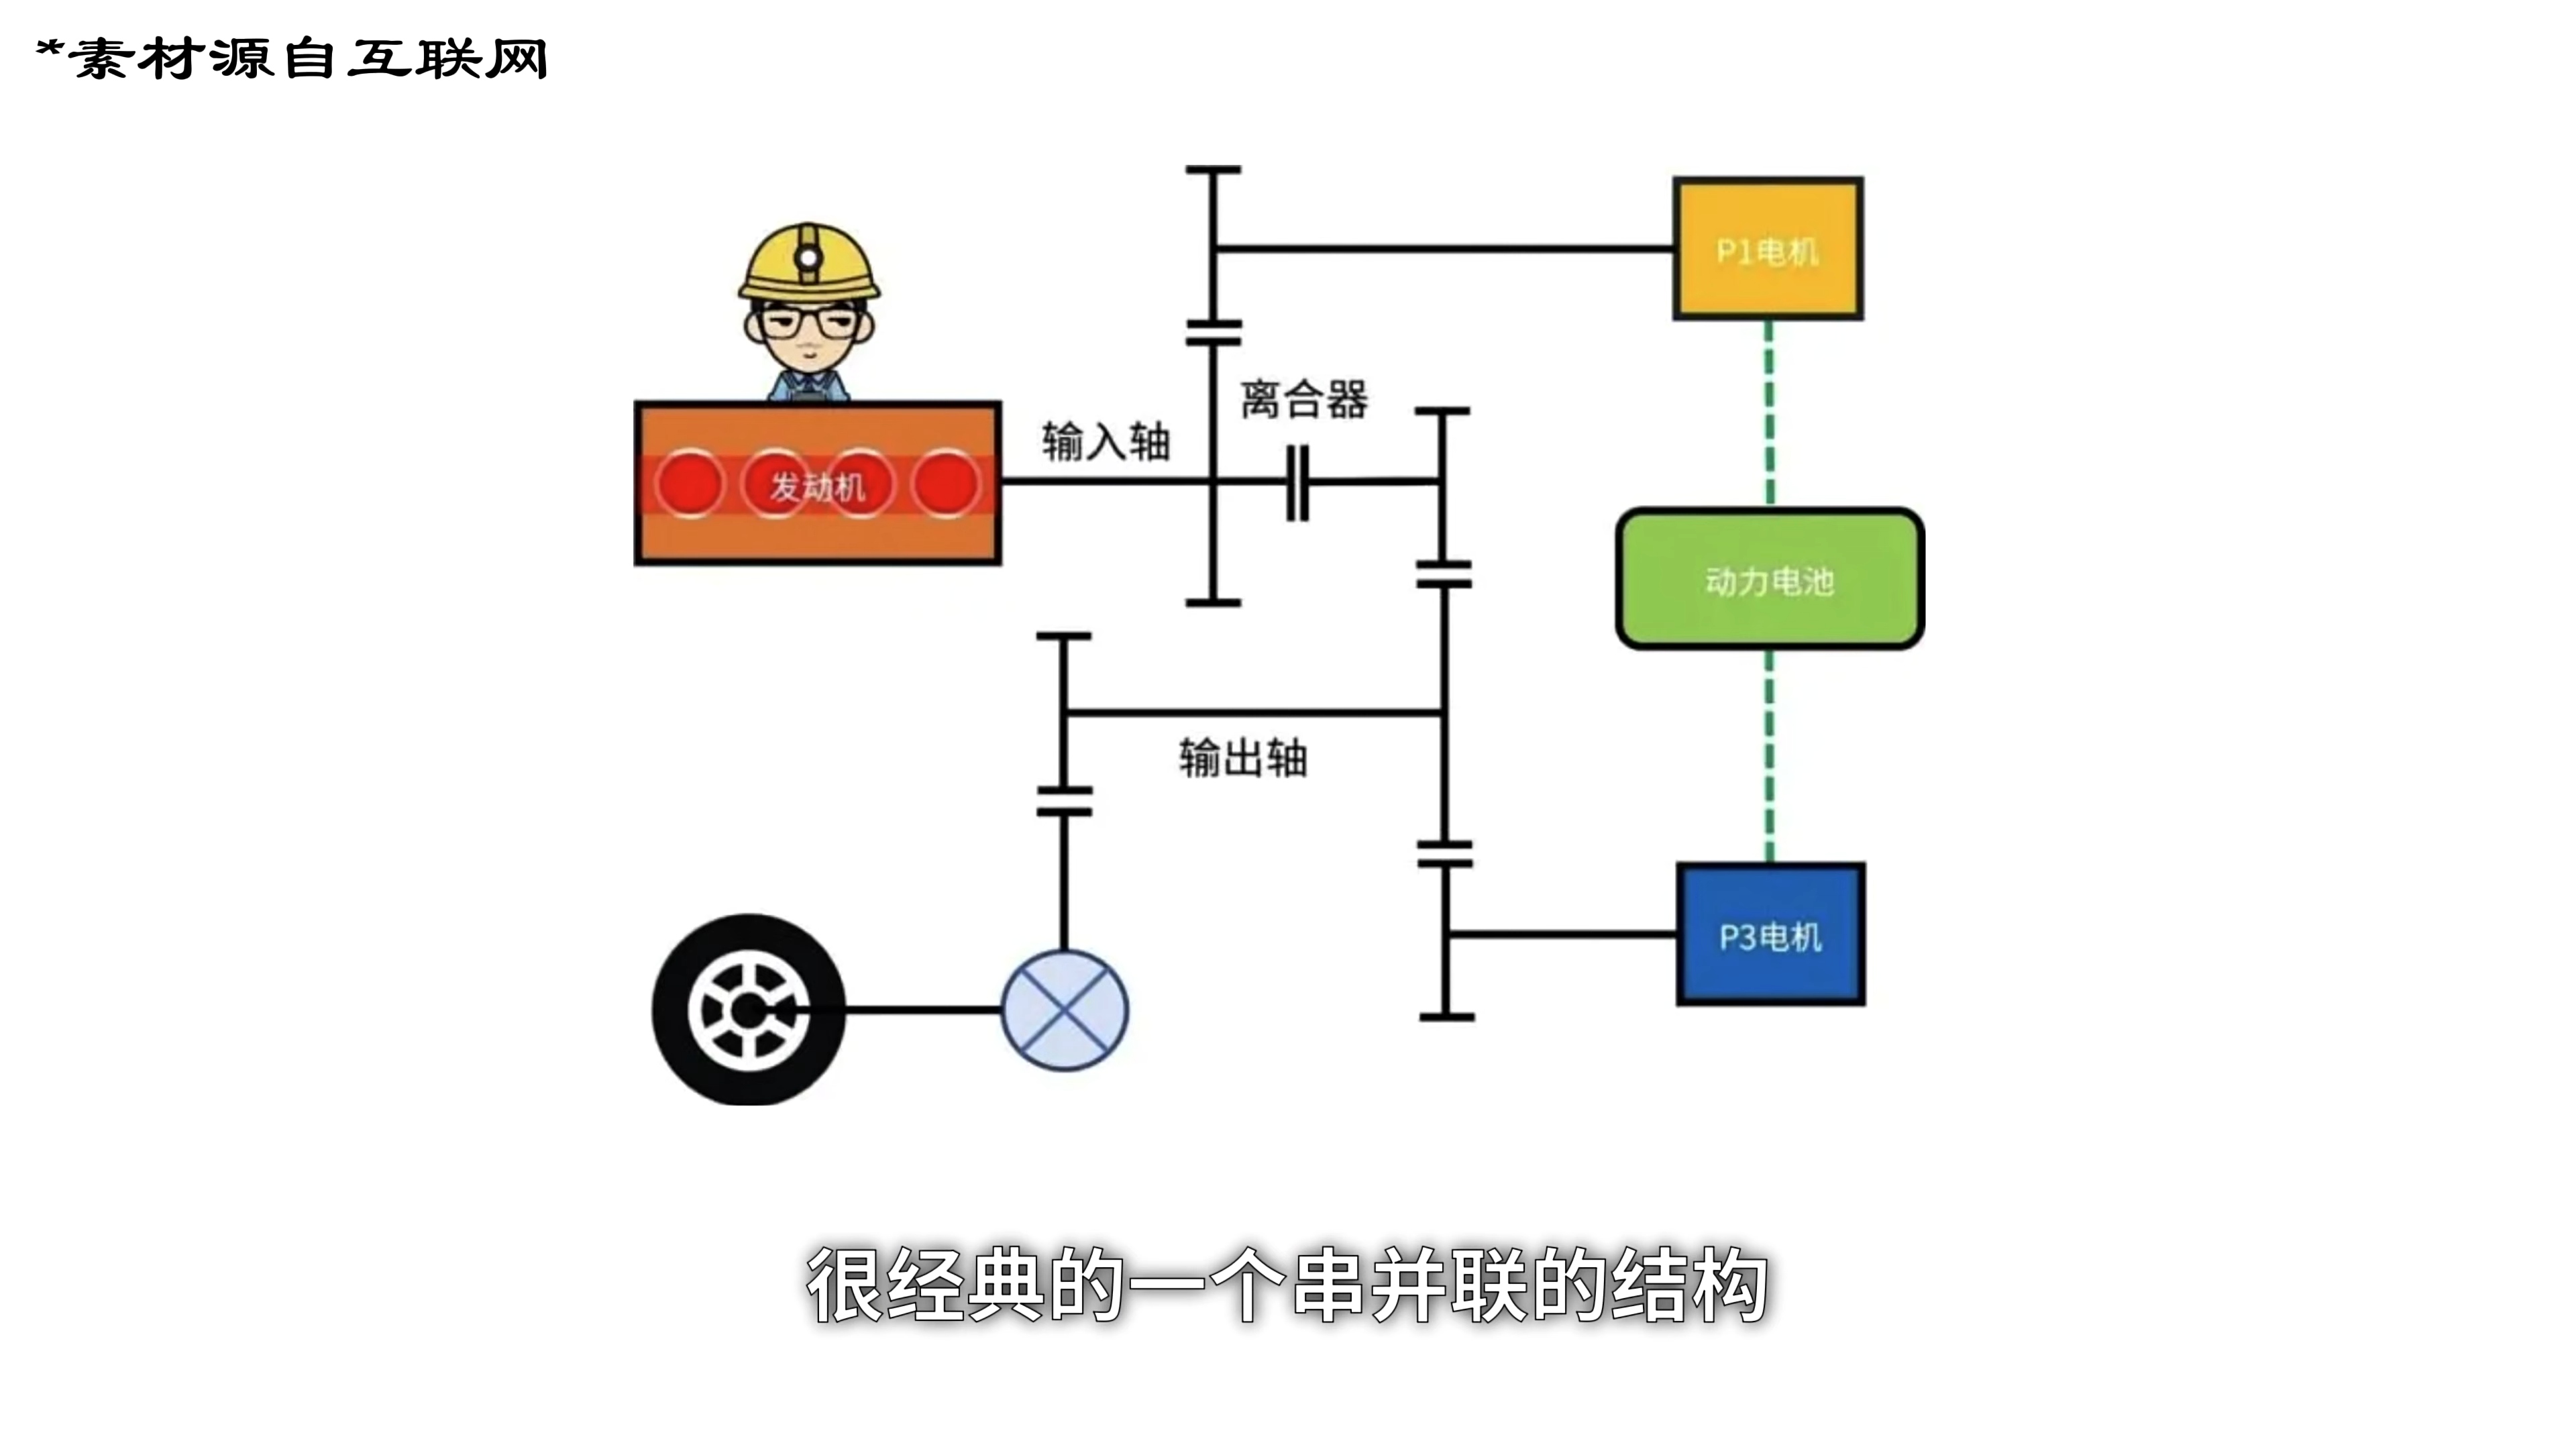 *素材源自互联网
P1电机
离合器
输入轴
发动机
动力电池
输出轴
P3电机
很经典的一个串并联的结构